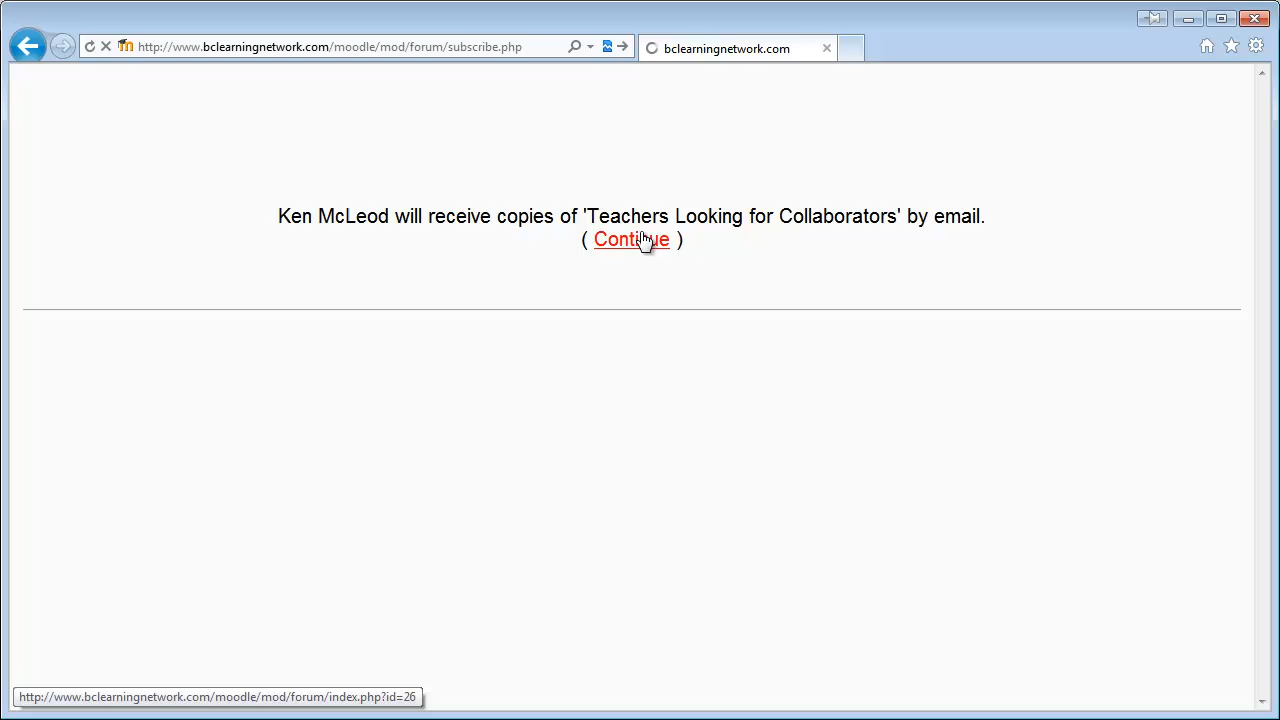 http://www.bclearningnetwork.com/moodle/mod/forum/subscribe.php
bclearningnetwork.com
Ken McLeod will receive copies of 'Teachers Looking for Collaborators' by email.
( Continue )
http://www.bclearningnetwork.com/moodle/mod/forum/index.php?id=26